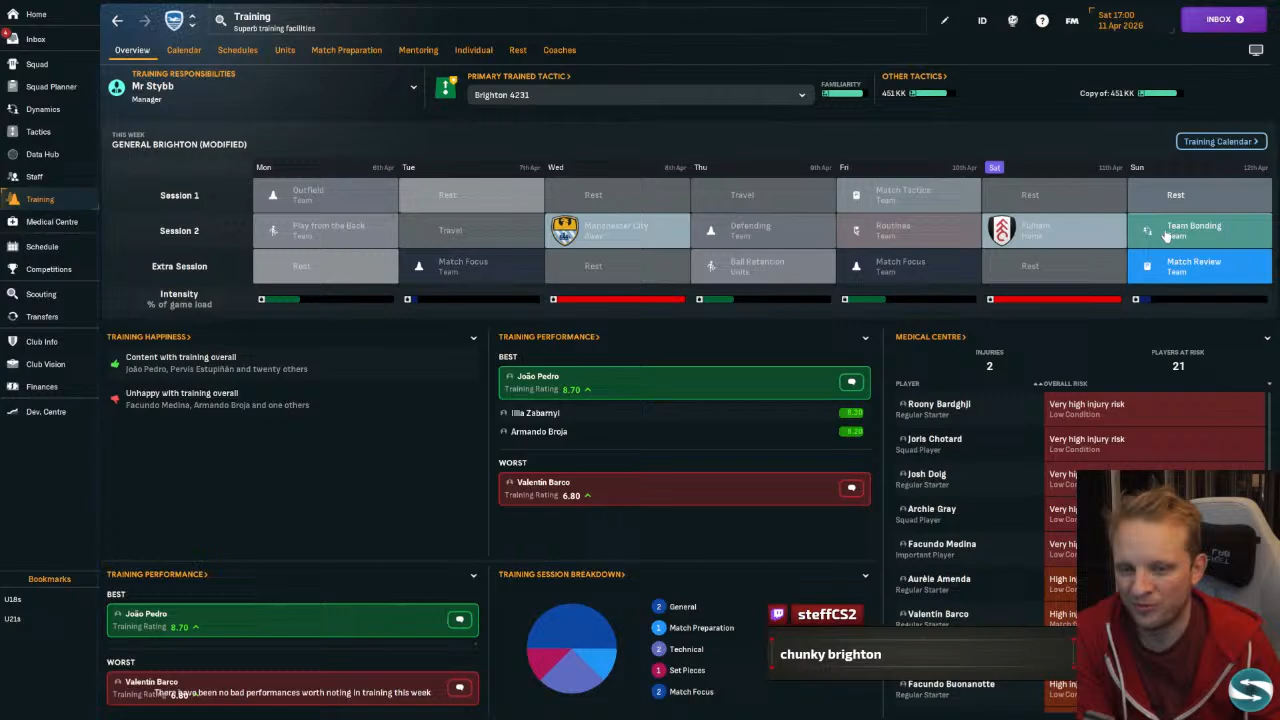 Home
Inbox
Squad
Squad Planner
Dynamics
Tactics
Data Hub
Staff
Training
Medical Centre
Schedule
Competitions
Scouting
Transfers
Club Info
Club Vision
Finances
Dev. Centre
Bookmarks
U18s
U21s
Training
Superb training facilities
ID
FM
Sat 17:00
11 Apr 2026
INBOX
Overview Calendar Schedules Units Match Preparation Mentoring Individual Rest Coaches
TRAINING RESPONSIBILITIES
Mr Stybb
Manager
PRIMARY TRAINED TACTIC
Brighton 4231
FAMILIARITY
OTHER TACTICS
451 KK
Copy of: 451 KK
THIS WEEK
GENERAL BRIGHTON (MODIFIED)
Training Calendar
Mon 6th Apr Tue 7th Apr Wed 8th Apr Thu 9th Apr Fri 10th Apr Sat 11th Apr Sun 12th Apr
Session 1
Outfield
Team
Rest
Rest
Travel
Match Tactics
Team
Rest
Rest
Session 2
Play from the Back
Team
Travel
Manchester City
Away
Defending
Team
Routines
Team
Fulham
Home
Team Bonding
Team
Extra Session
Rest
Match Focus
Team
Rest
Ball Retention
Units
Match Focus
Team
Rest
Match Review
Team
Intensity
% of game load
TRAINING HAPPINESS
Content with training overall
João Pedro, Pervis Estupiñán and twenty others
Unhappy with training overall
Facundo Medina, Armando Broja and one others
TRAINING PERFORMANCE
BEST
João Pedro
Training Rating 8.70
Illia Zabarnyi 8.30
Armando Broja 8.20
WORST
Valentín Barco
Training Rating 6.80
MEDICAL CENTRE
INJURIES
2
PLAYERS AT RISK
21
PLAYER OVERALL RISK
Roony Bardghji
Regular Starter
Very high injury risk
Low Condition
Joris Chotard
Squad Player
Very high injury risk
Low Condition
Josh Doig
Regular Starter
Archie Gray
Squad Player
Facundo Medina
Important Player
Aurèle Amenda
Regular Starter
Valentín Barco
Regular Starter
Facundo Buonanotte
TRAINING PERFORMANCE
BEST
João Pedro
Training Rating 8.70
WORST
Valentín Barco
Training Rating 6.80
There have been no bad performances worth noting in training this week
TRAINING SESSION BREAKDOWN
2 General
1 Match Preparation
2 Technical
1 Set Pieces
2 Match Focus
steffCS2
chunky brighton